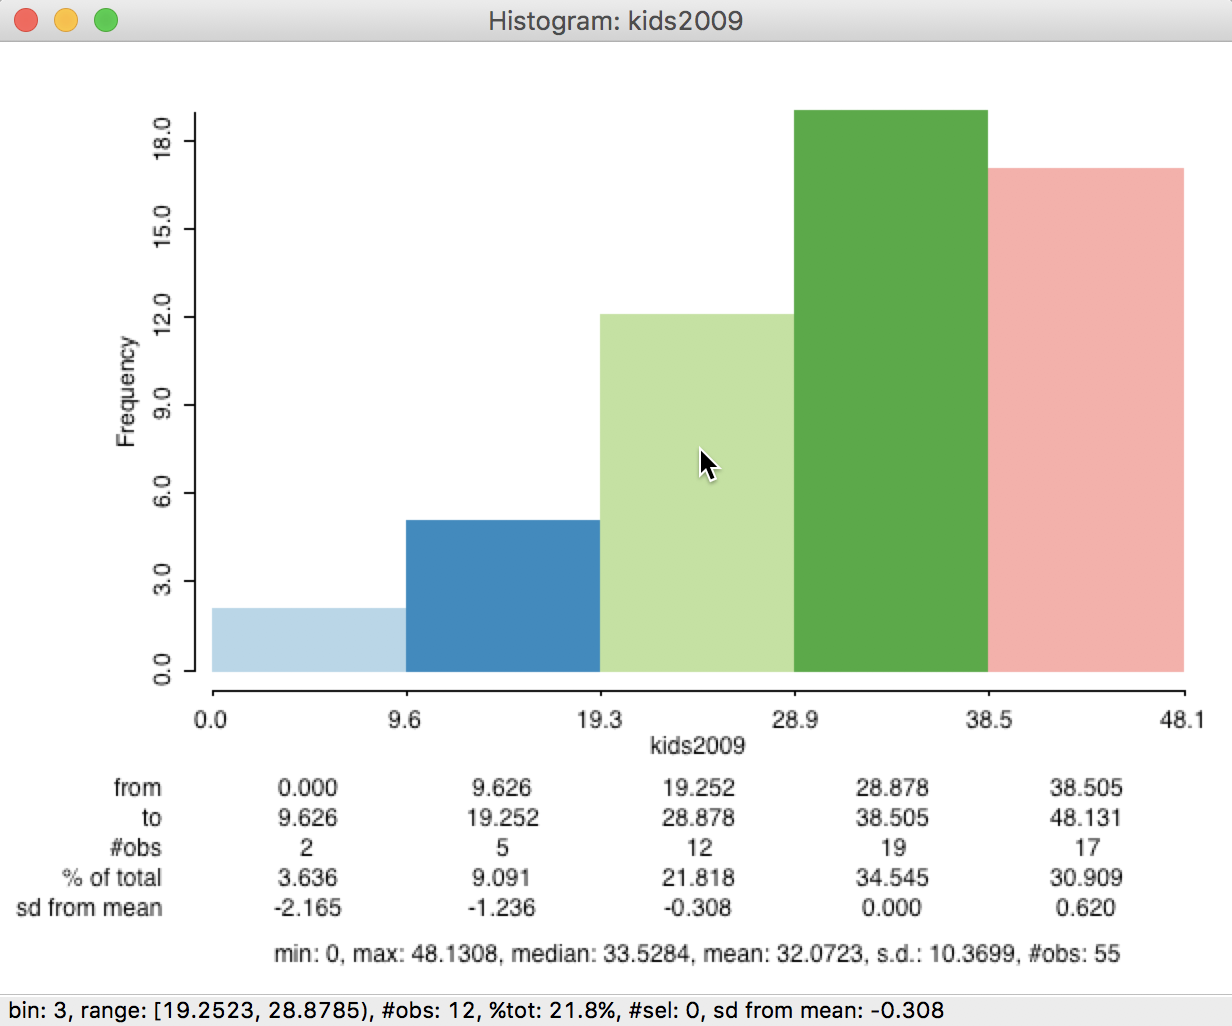 Histogram: kids2009
18.0
15.0
12.0
9.0
6.0
3.0
0.0
Frequency
0.0 9.6 19.3 28.9 38.5 48.1
kids2009
from 0.000 9.626 19.252 28.878 38.505
to 9.626 19.252 28.878 38.505 48.131
#obs 2 5 12 19 17
% of total 3.636 9.091 21.818 34.545 30.909
sd from mean -2.165 -1.236 -0.308 0.000 0.620
min: 0, max: 48.1308, median: 33.5284, mean: 32.0723, s.d.: 10.3699, #obs: 55
bin: 3, range: [19.2523, 28.8785), #obs: 12, %tot: 21.8%, #sel: 0, sd from mean: -0.308